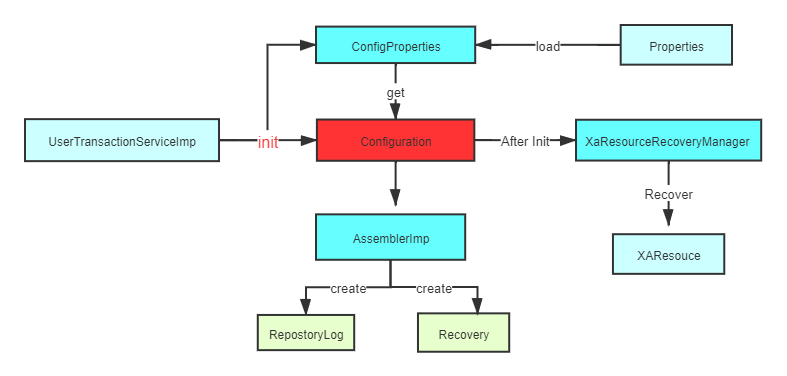 ConfigProperties
load
Properties
get
UserTransactionServiceImp
init
Configuration
After Init
XaResourceRecoveryManager
Recover
AssemblerImp
XAResouce
create
create
RepostoryLog
Recovery